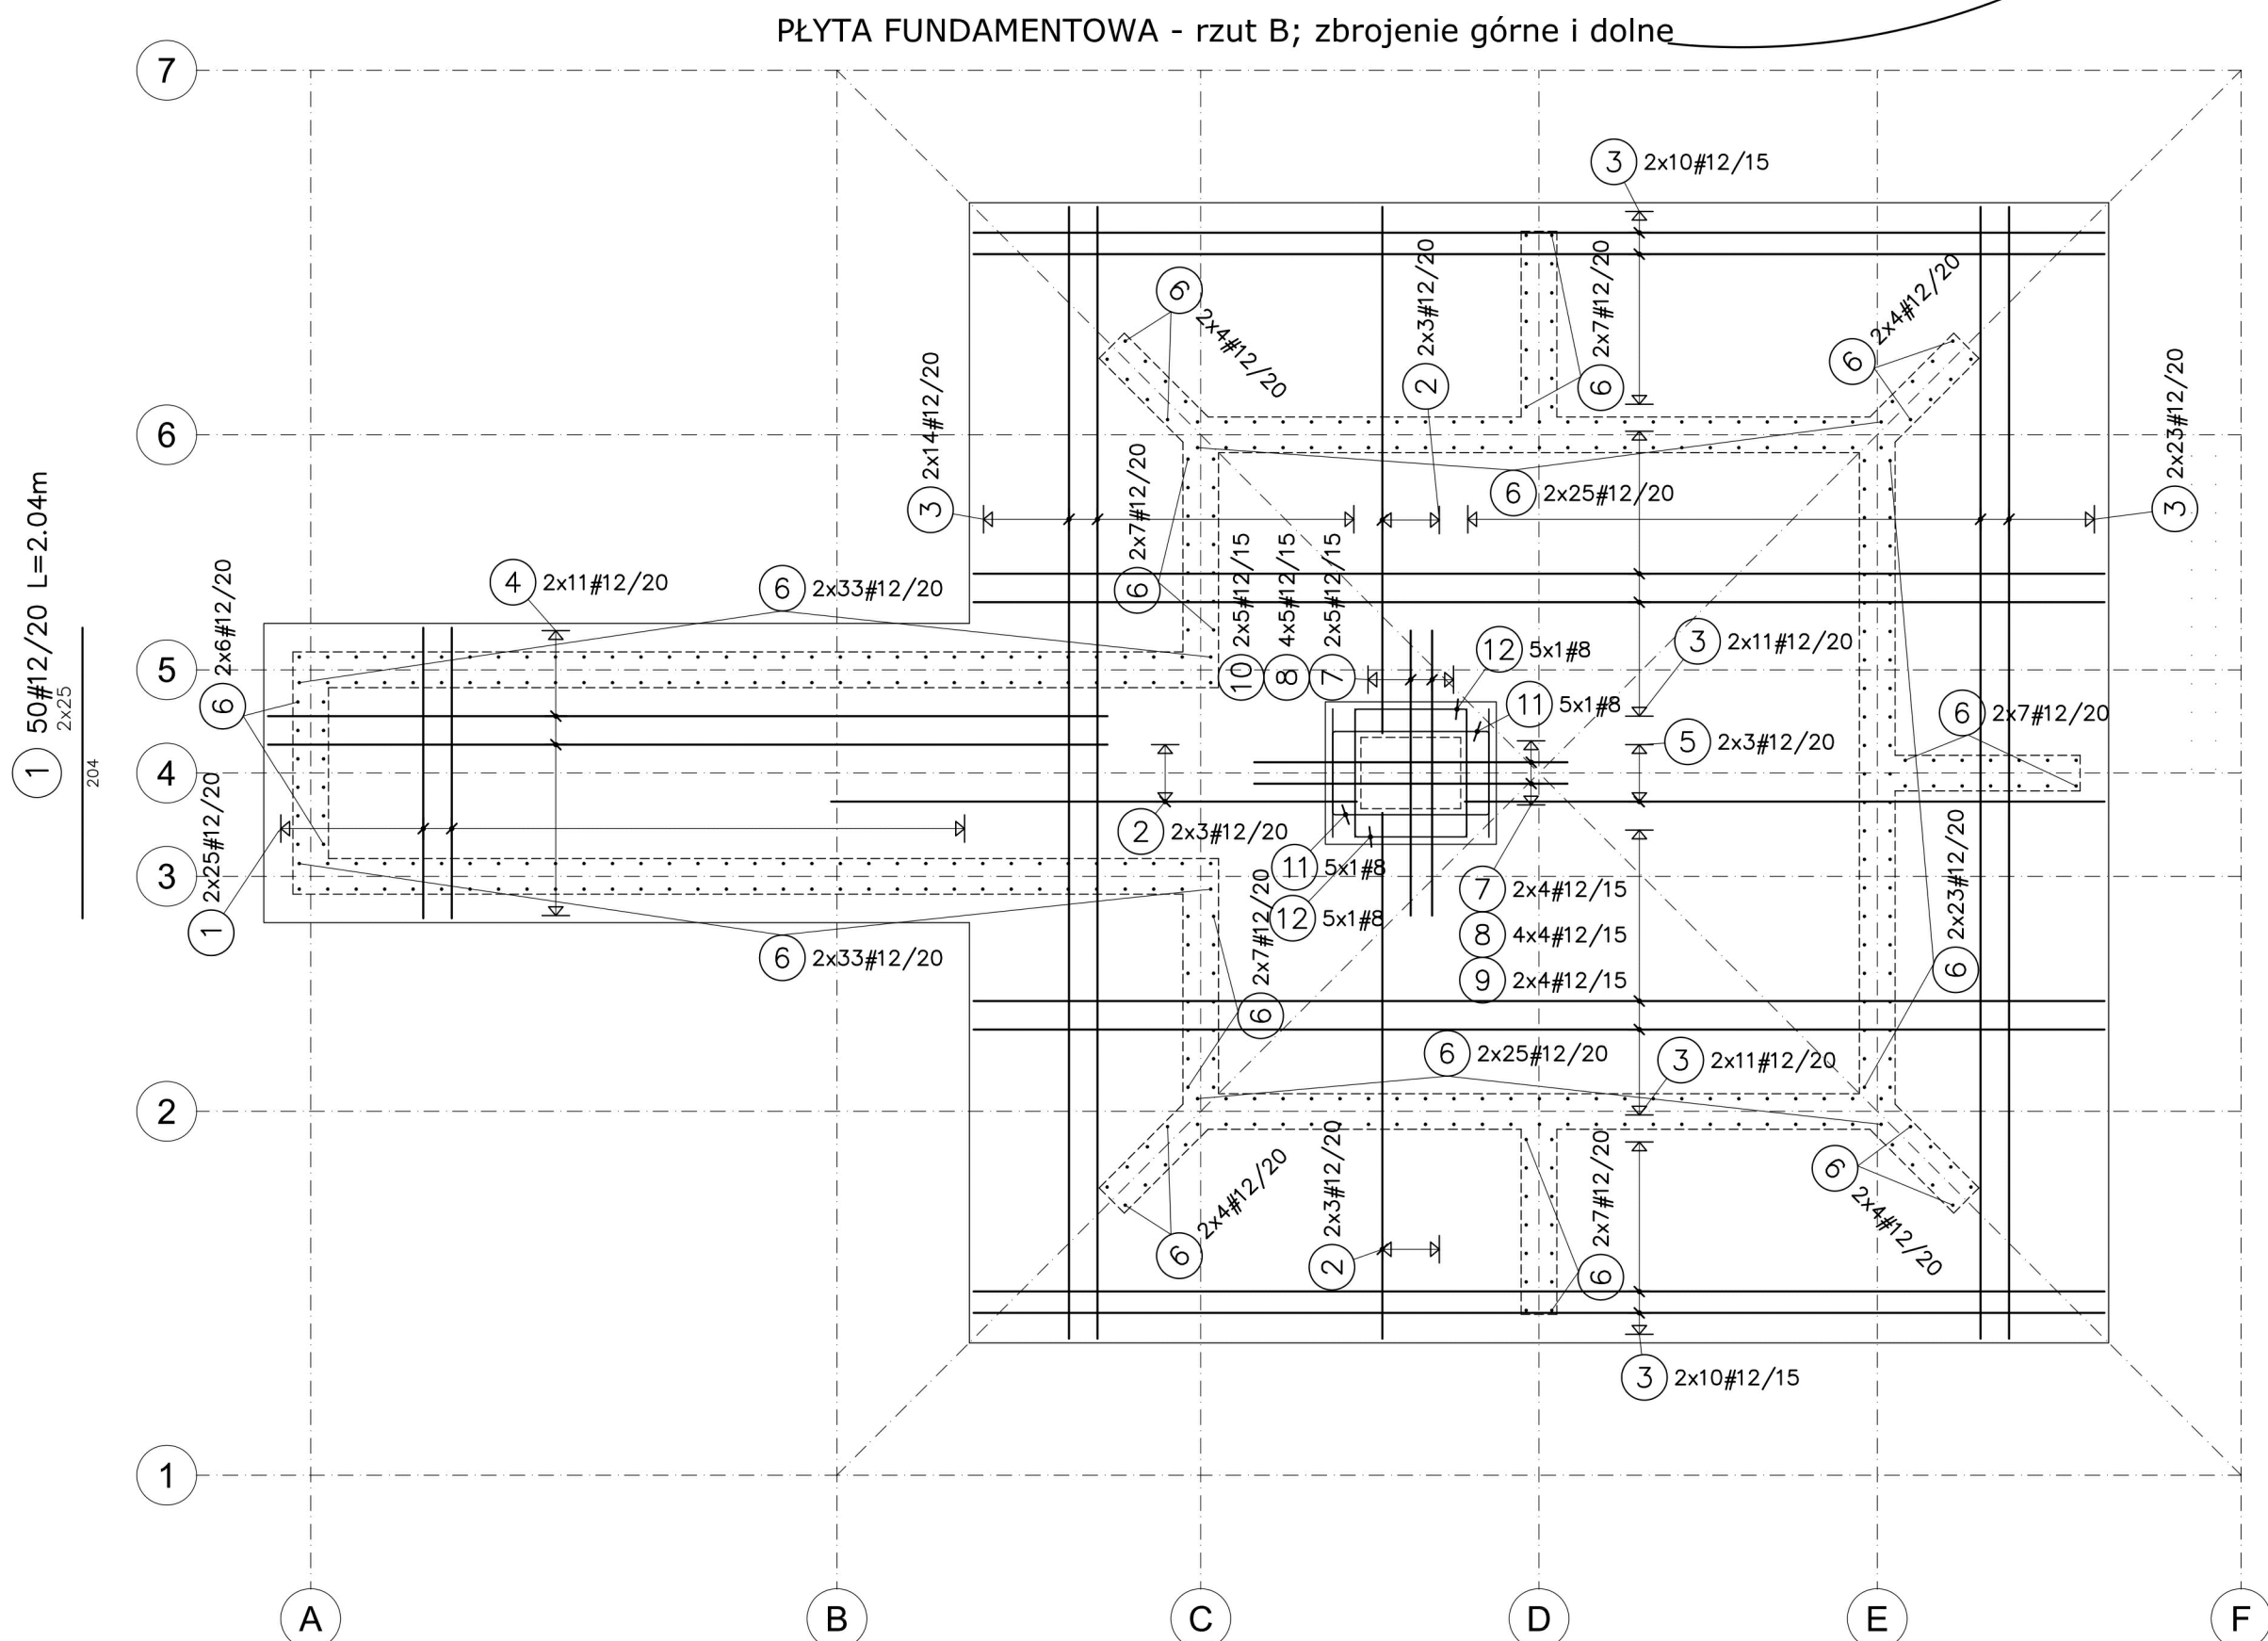 PŁYTA FUNDAMENTOWA - rzut B; zbrojenie górne i dolne
7
3 2x10#12/15
6 2x4#12/20
2 2x3#12/20
6 2x7#12/20
6 2x4#12/20
3 2x14#12/20
3 2x23#12/20
6
6 2x7#12/20
6 2x25#12/20
1 50#12/20 L=2.04m
2x25
204
6 2x6#12/20
4 2x11#12/20
6 2x33#12/20
10 2x5#12/15
8 4x5#12/15
7 2x5#12/15
12 5x1#8
3 2x11#12/20
5
11 5x1#8
6 2x7#12/20
5 2x3#12/20
4
1 2x25#12/20
2 2x3#12/20
11 5x1#8
3
7 2x4#12/15
12 5x1#8
8 4x4#12/15
6 2x33#12/20
9 2x4#12/15
6 2x7#12/20
6 2x23#12/20
6 2x25#12/20
3 2x11#12/20
2
6 2x4#12/20
2 2x3#12/20
6 2x7#12/20
6 2x4#12/20
3 2x10#12/15
1
A B C D E F